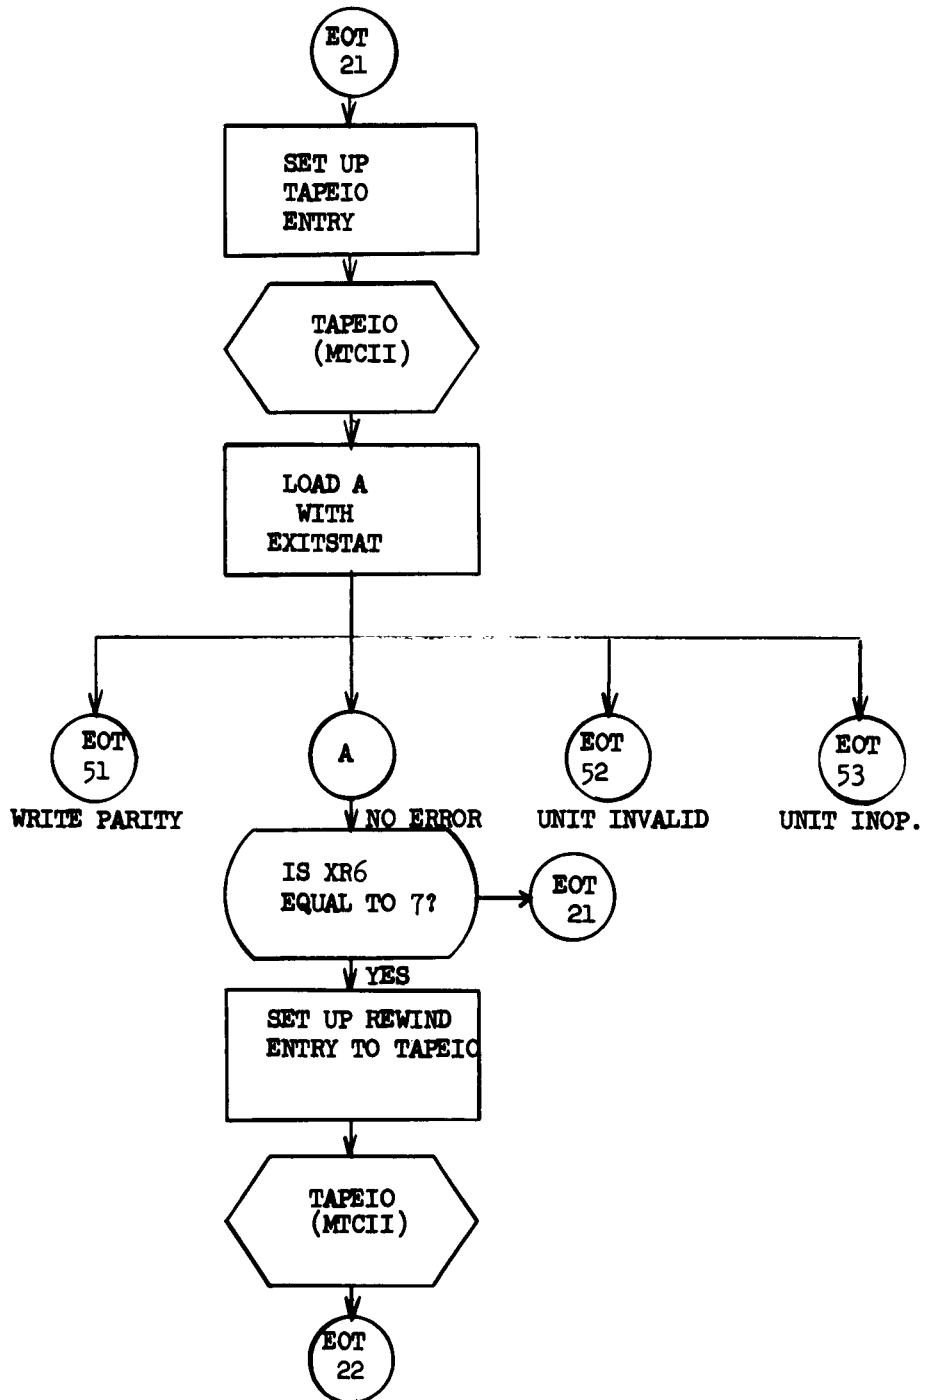 EOT
21
SET UP
TAPEIO
ENTRY
TAPEIO
(MTCII)
LOAD A
WITH
EXITSTAT
EOT
51
WRITE PARITY
A
NO ERROR
EOT
52
UNIT INVALID
EOT
53
UNIT INOP.
IS XR6
EQUAL TO 7?
EOT
21
YES
SET UP REWIND
ENTRY TO TAPEIO
TAPEIO
(MTCII)
EOT
22